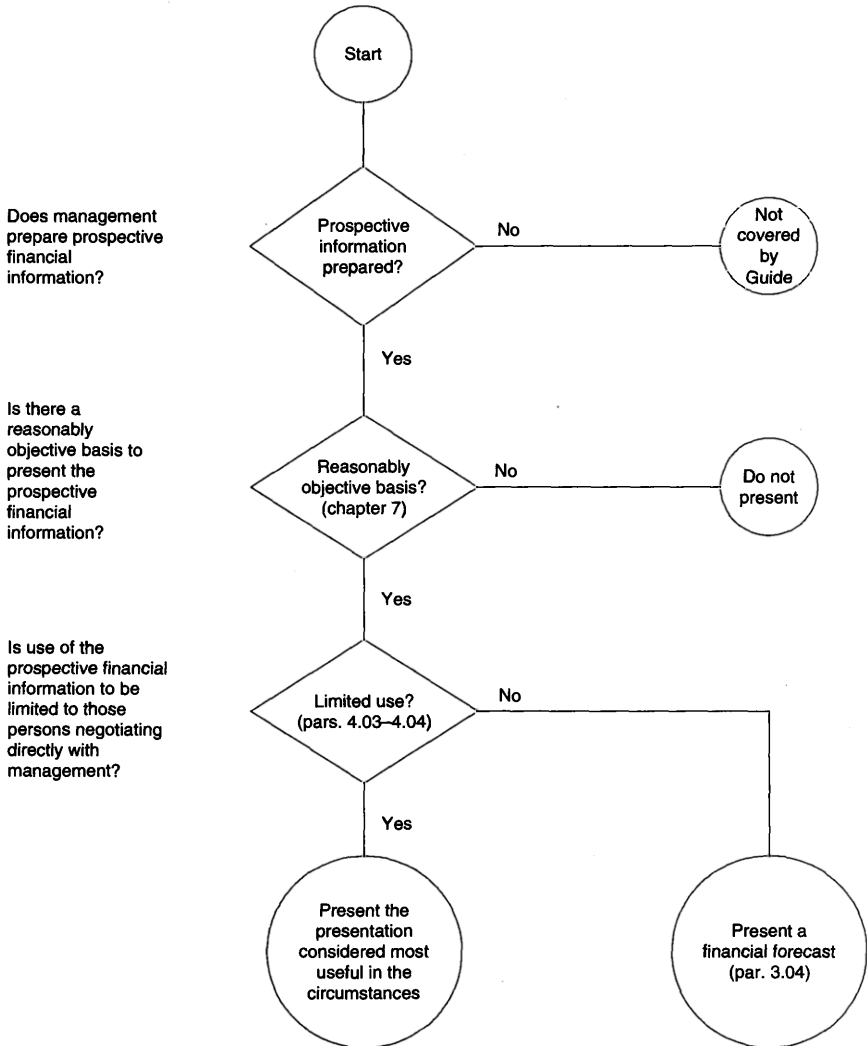 Start
Does management
prepare prospective
financial
information?
Prospective
information
prepared?
No
Not
covered
by
Guide
Yes
Is there a
reasonably
objective basis to
present the
prospective
financial
information?
Reasonably
objective basis?
(chapter 7)
No
Do not
present
Yes
Is use of the
prospective financial
information to be
limited to those
persons negotiating
directly with
management?
Limited use?
(pars. 4.03–4.04)
No
Yes
Present the
presentation
considered most
useful in the
circumstances
Present a
financial forecast
(par. 3.04)